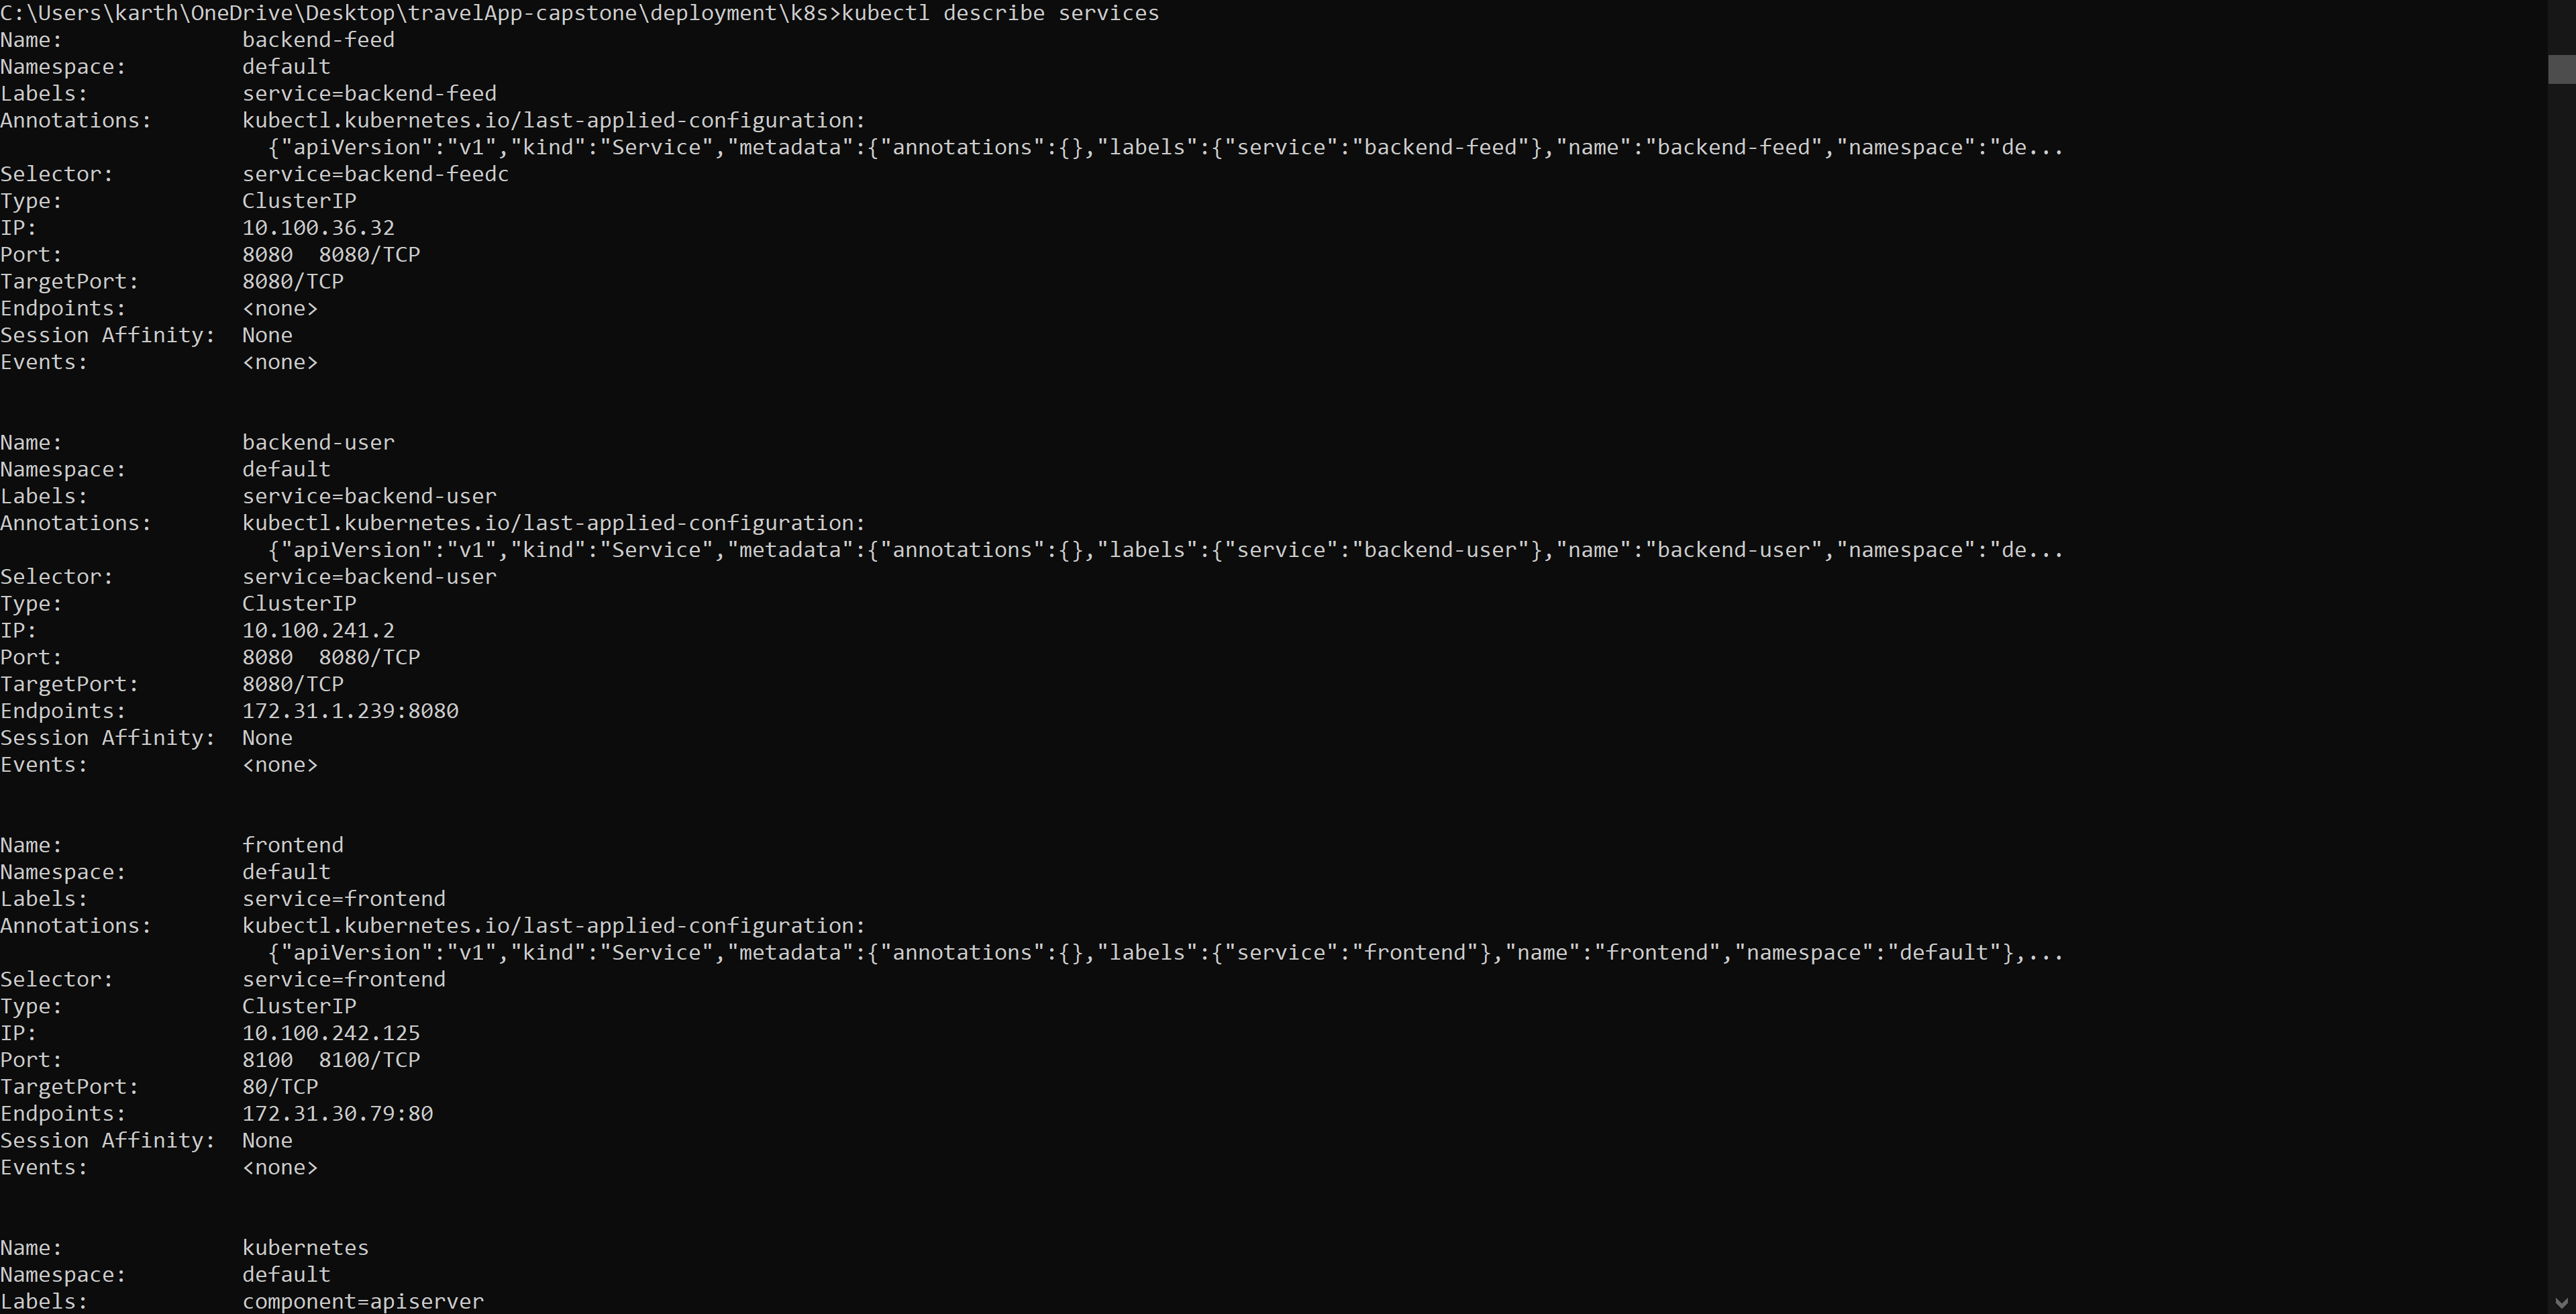 C:\Users\karth\OneDrive\Desktop\travelApp-capstone\deployment\k8s>kubectl describe services
Name:              backend-feed
Namespace:         default
Labels:            service=backend-feed
Annotations:       kubectl.kubernetes.io/last-applied-configuration:
                     {"apiVersion":"v1","kind":"Service","metadata":{"annotations":{},"labels":{"service":"backend-feed"},"name":"backend-feed","namespace":"de...
Selector:          service=backend-feedc
Type:              ClusterIP
IP:                10.100.36.32
Port:              8080  8080/TCP
TargetPort:        8080/TCP
Endpoints:         <none>
Session Affinity:  None
Events:            <none>
Name:              backend-user
Namespace:         default
Labels:            service=backend-user
Annotations:       kubectl.kubernetes.io/last-applied-configuration:
                     {"apiVersion":"v1","kind":"Service","metadata":{"annotations":{},"labels":{"service":"backend-user"},"name":"backend-user","namespace":"de...
Selector:          service=backend-user
Type:              ClusterIP
IP:                10.100.241.2
Port:              8080  8080/TCP
TargetPort:        8080/TCP
Endpoints:         172.31.1.239:8080
Session Affinity:  None
Events:            <none>
Name:              frontend
Namespace:         default
Labels:            service=frontend
Annotations:       kubectl.kubernetes.io/last-applied-configuration:
                     {"apiVersion":"v1","kind":"Service","metadata":{"annotations":{},"labels":{"service":"frontend"},"name":"frontend","namespace":"default"},...
Selector:          service=frontend
Type:              ClusterIP
IP:                10.100.242.125
Port:              8100  8100/TCP
TargetPort:        80/TCP
Endpoints:         172.31.30.79:80
Session Affinity:  None
Events:            <none>
Name:              kubernetes
Namespace:         default
Labels:            component=apiserver